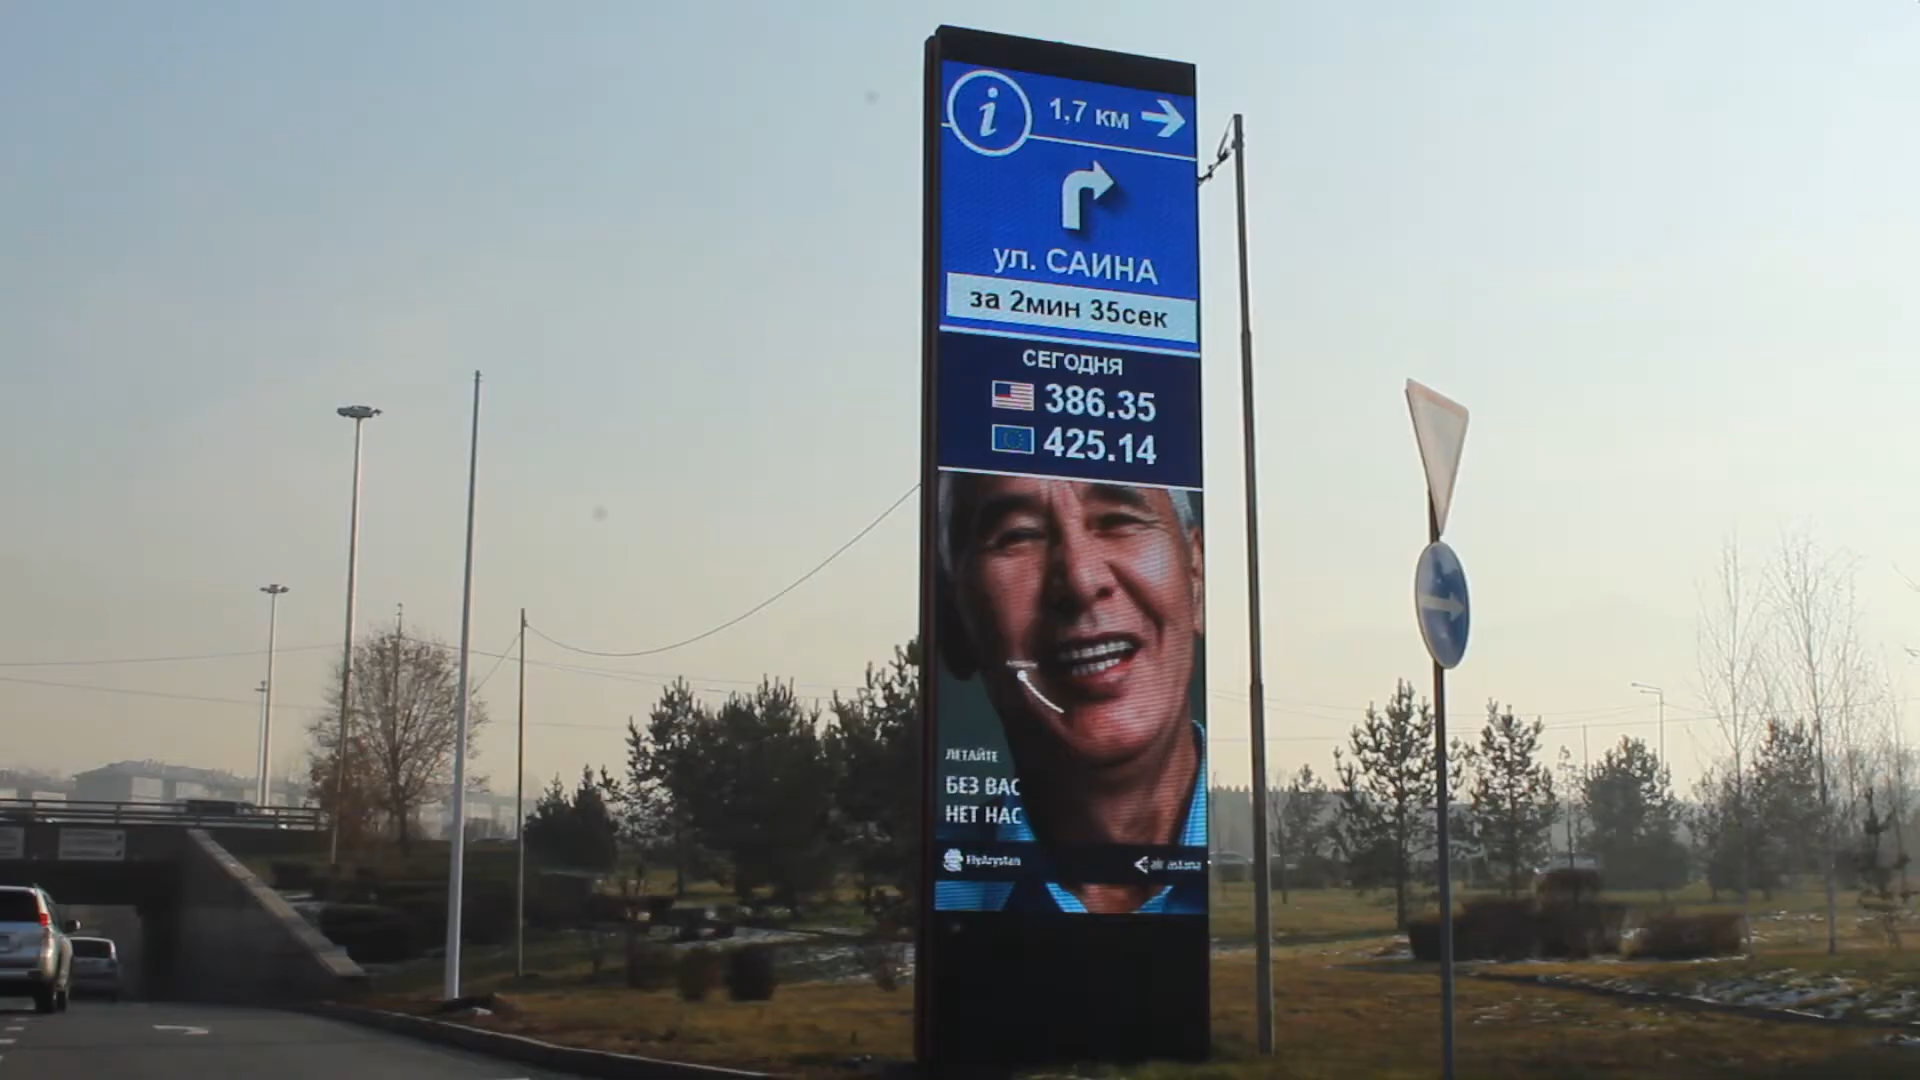 i 1,7 км
ул. САИНА
за 2мин 35сек
СЕГОДНЯ
386.35
425.14
ЛЕТАЙТЕ
БЕЗ ВАС
НЕТ НАС
FlyArystan air astana